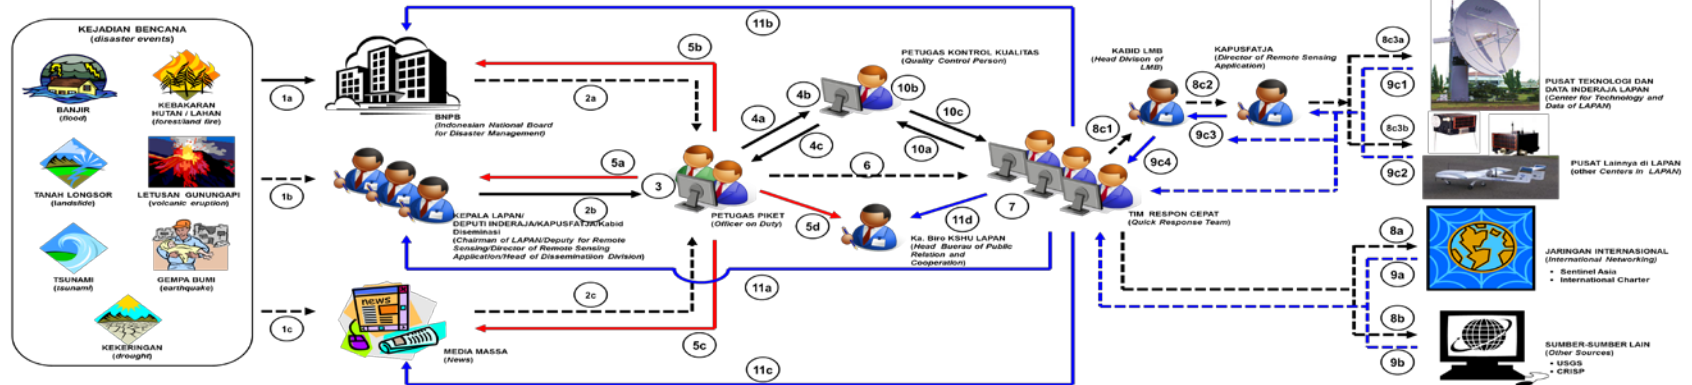 KEJADIAN BENCANA
(disaster events)
BANJIR
(flood)
KEBAKARAN
HUTAN / LAHAN
(forest/land fire)
TANAH LONGSOR
(landslide)
LETUSAN GUNUNGAPI
(volcanic eruption)
TSUNAMI
(tsunami)
GEMPA BUMI
(earthquake)
KEKERINGAN
(drought)
1a
1b
1c
BNPB
(Indonesian National Board
for Disaster Management)
KEPALA LAPAN/
DEPUTI INDERAJA/KAPUSFATJA/Kabid
Diseminasi
(Chairman of LAPAN/Deputy for Remote
Sensing/Director of Remote Sensing
Application/Head of Dissemination Division)
news
MEDIA MASSA
(News)
2a
2b
2c
11b
5b
5a
3
PETUGAS PIKET
(Officer on Duty)
5c
11a
11c
4a
4b
4c
PETUGAS KONTROL KUALITAS
(Quality Control Person)
10b
10c
10a
6
5d
11d
Ka. Biro KSHU LAPAN
(Head Buerau of Public
Relation and
Cooperation)
7
TIM RESPON CEPAT
(Quick Response Team)
8c1
KABID LMB
(Head Divison of
LMB)
8c2
9c3
9c4
KAPUSFATJA
(Director of Remote Sensing
Application)
8c3a
9c1
8c3b
9c2
PUSAT TEKNOLOGI DAN
DATA INDERAJA LAPAN
(Center for Technology and
Data of LAPAN)
PUSAT Lainnya di LAPAN
(other Centers in LAPAN)
8a
9a
JARINGAN INTERNASIONAL
(International Networking)
• Sentinel Asia
• International Charter
8b
9b
SUMBER-SUMBER LAIN
(Other Sources)
• USGS
• CRISP